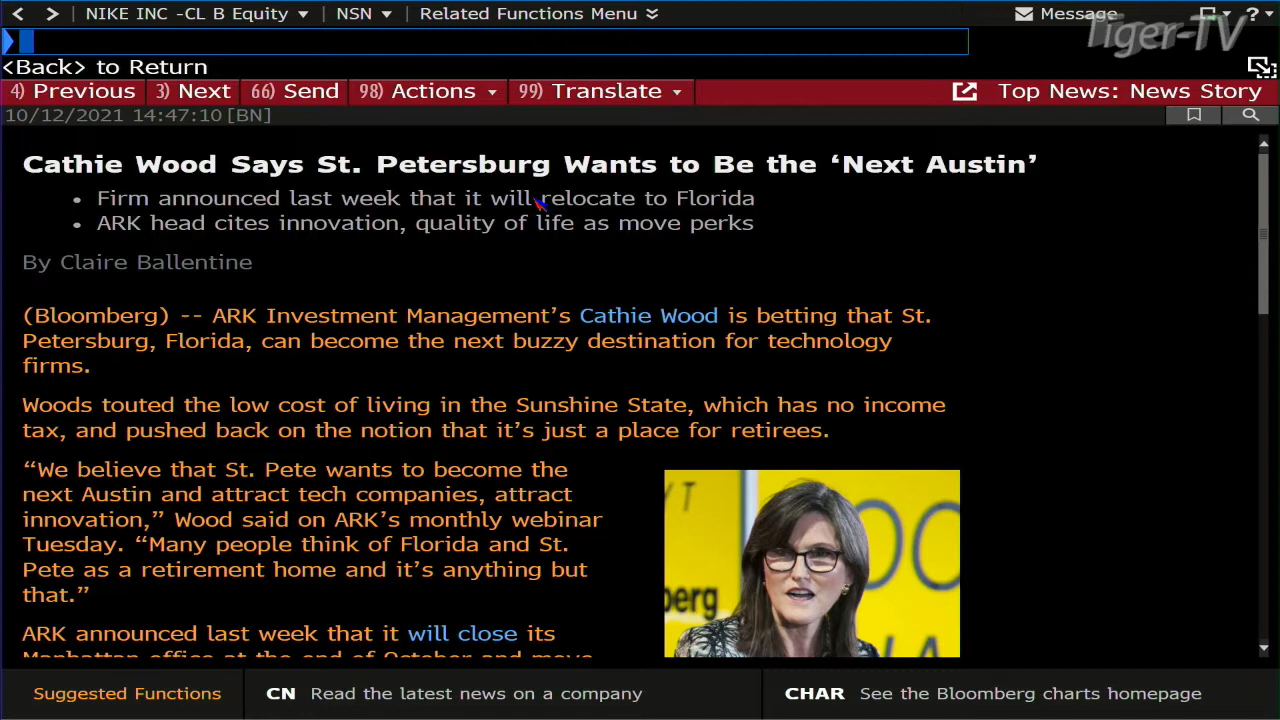 NIKE INC -CL B Equity NSN Related Functions Menu Message ?
Tiger-TV
<Back> to Return
4) Previous 3) Next 66) Send 98) Actions 99) Translate Top News: News Story
10/12/2021 14:47:10 [BN]
Cathie Wood Says St. Petersburg Wants to Be the ‘Next Austin’
• Firm announced last week that it will relocate to Florida
• ARK head cites innovation, quality of life as move perks
By Claire Ballentine
(Bloomberg) -- ARK Investment Management’s Cathie Wood is betting that St.
Petersburg, Florida, can become the next buzzy destination for technology
firms.
Woods touted the low cost of living in the Sunshine State, which has no income
tax, and pushed back on the notion that it’s just a place for retirees.
“We believe that St. Pete wants to become the
next Austin and attract tech companies, attract
innovation,” Wood said on ARK’s monthly webinar
Tuesday. “Many people think of Florida and St.
Pete as a retirement home and it’s anything but
that.”
ARK announced last week that it will close its
Manhattan office at the end of October and move
Suggested Functions CN Read the latest news on a company CHAR See the Bloomberg charts homepage